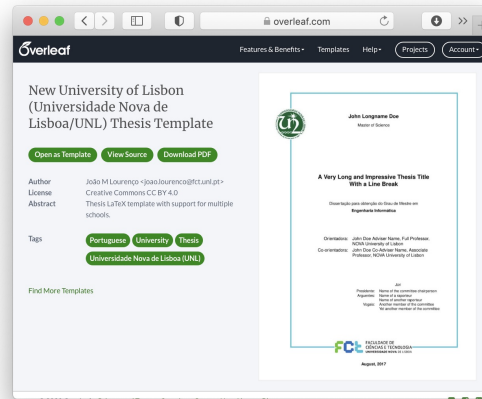 overleaf.com
Overleaf
Features & Benefits
Templates
Help
Projects
Account
New University of Lisbon
(Universidade Nova de
Lisboa/UNL) Thesis Template
Open as Template
View Source
Download PDF
Author João M Lourenço <joao.lourenco@fct.unl.pt>
License Creative Commons CC BY 4.0
Abstract Thesis LaTeX template with support for multiple
schools.
Tags Portuguese University Thesis
Universidade Nova de Lisboa (UNL)
Find More Templates
John Longname Doe
Master of Science
A Very Long and Impressive Thesis Title
With a Line Break
Dissertação para obtenção do Grau de Mestre em
Engenharia Informática
Orientadora: John Doe Adviser Name, Full Professor,
NOVA University of Lisbon
Co-orientadora: John Doe Co-Adviser Name, Associate
Professor, NOVA University of Lisbon
Júri
Presidente: Name of the committee chairperson
Arguentes: Name of a raporteur
Name of another raporteur
Vogais: Another member of the committee
Yet another member of the committee
FCT FACULDADE DE
CIÊNCIAS E TECNOLOGIA
UNIVERSIDADE NOVA DE LISBOA
August, 2017